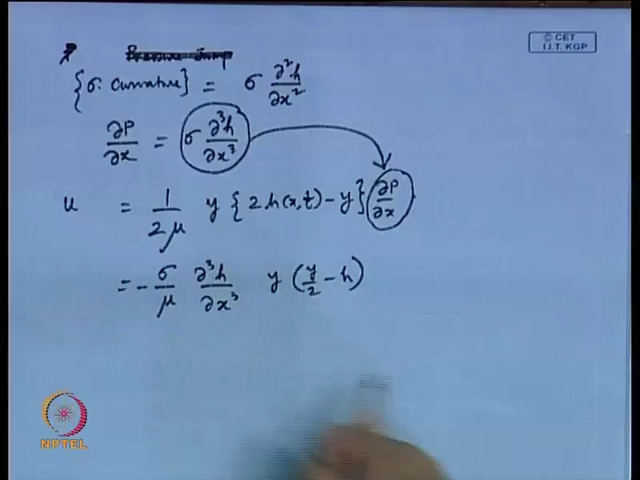 © CET
I.I.T. KGP
{σ. Curvature} = σ ∂²h/∂x²
∂P/∂x = σ ∂³h/∂x³
u = 1/2μ y {2h(x,t) - y} ∂P/∂x
= - σ/μ ∂³h/∂x³ y (y/2 - h)
NPTEL